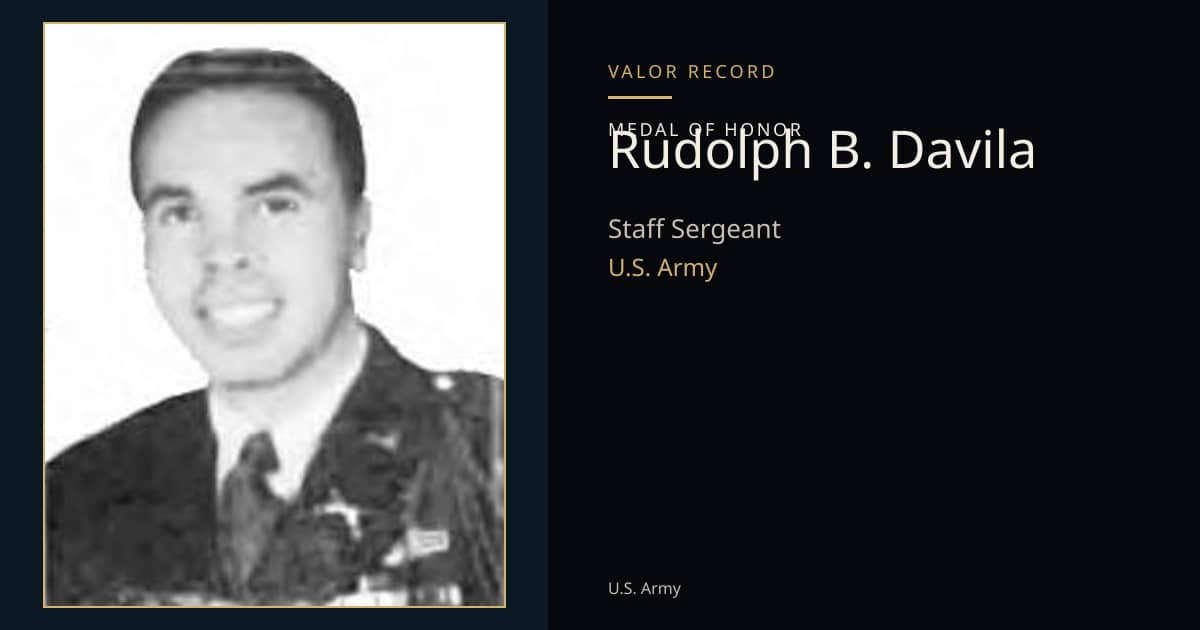 VALOR RECORD
MEDAL OF HONOR
Rudolph B. Davila
Staff Sergeant
U.S. Army
U.S. Army